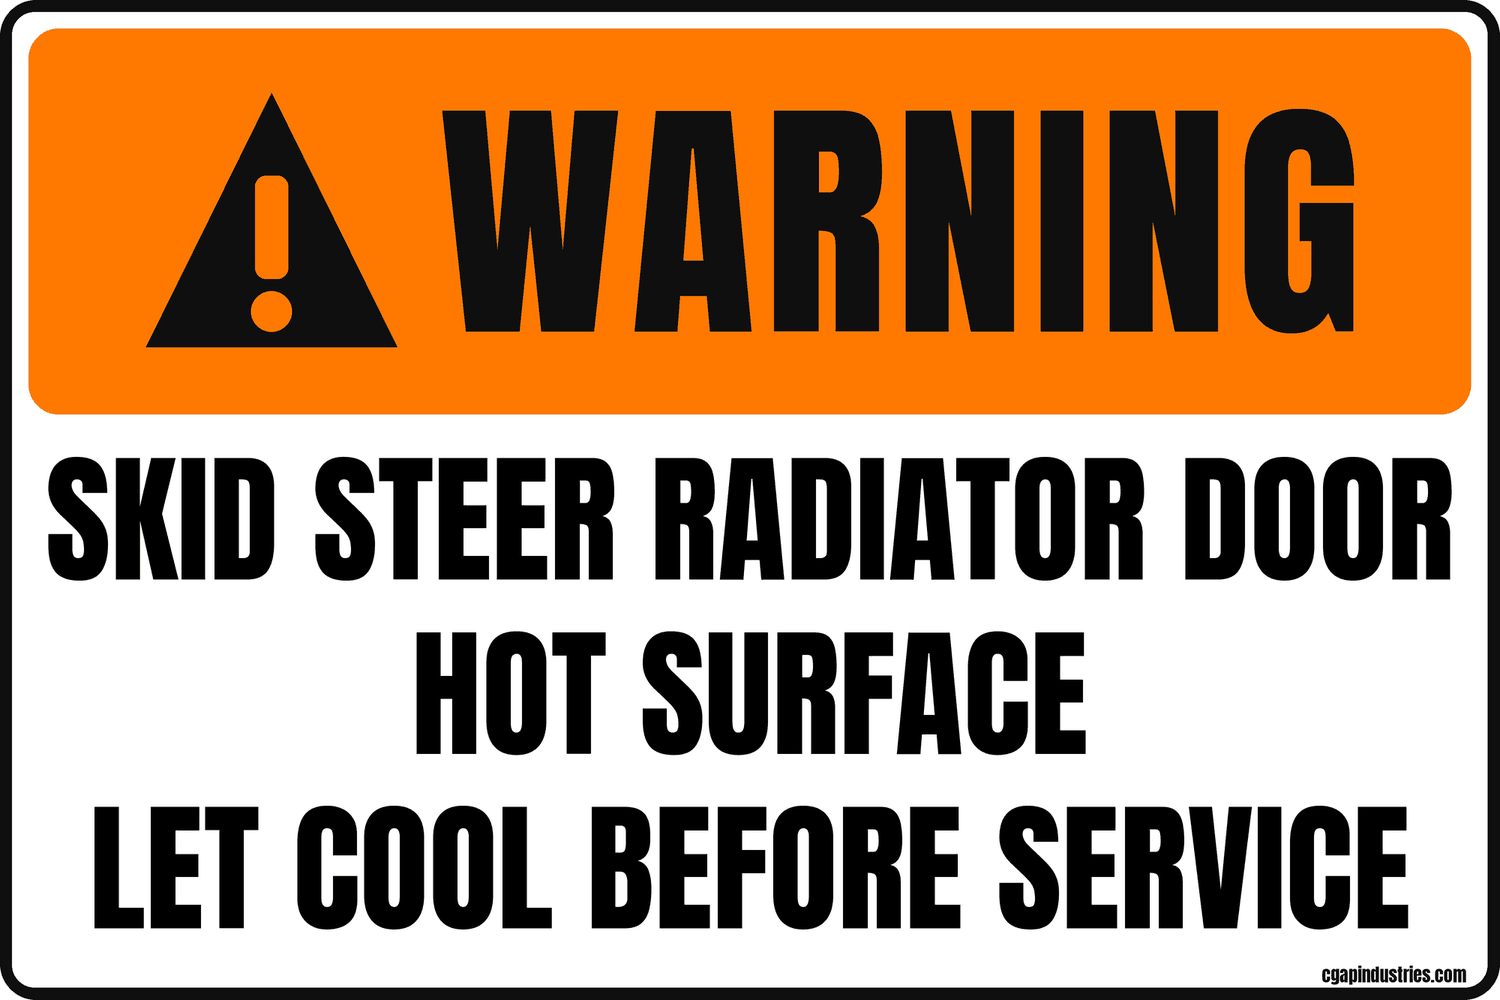 WARNING
SKID STEER RADIATOR DOOR
HOT SURFACE
LET COOL BEFORE SERVICE
cgapindustries.com